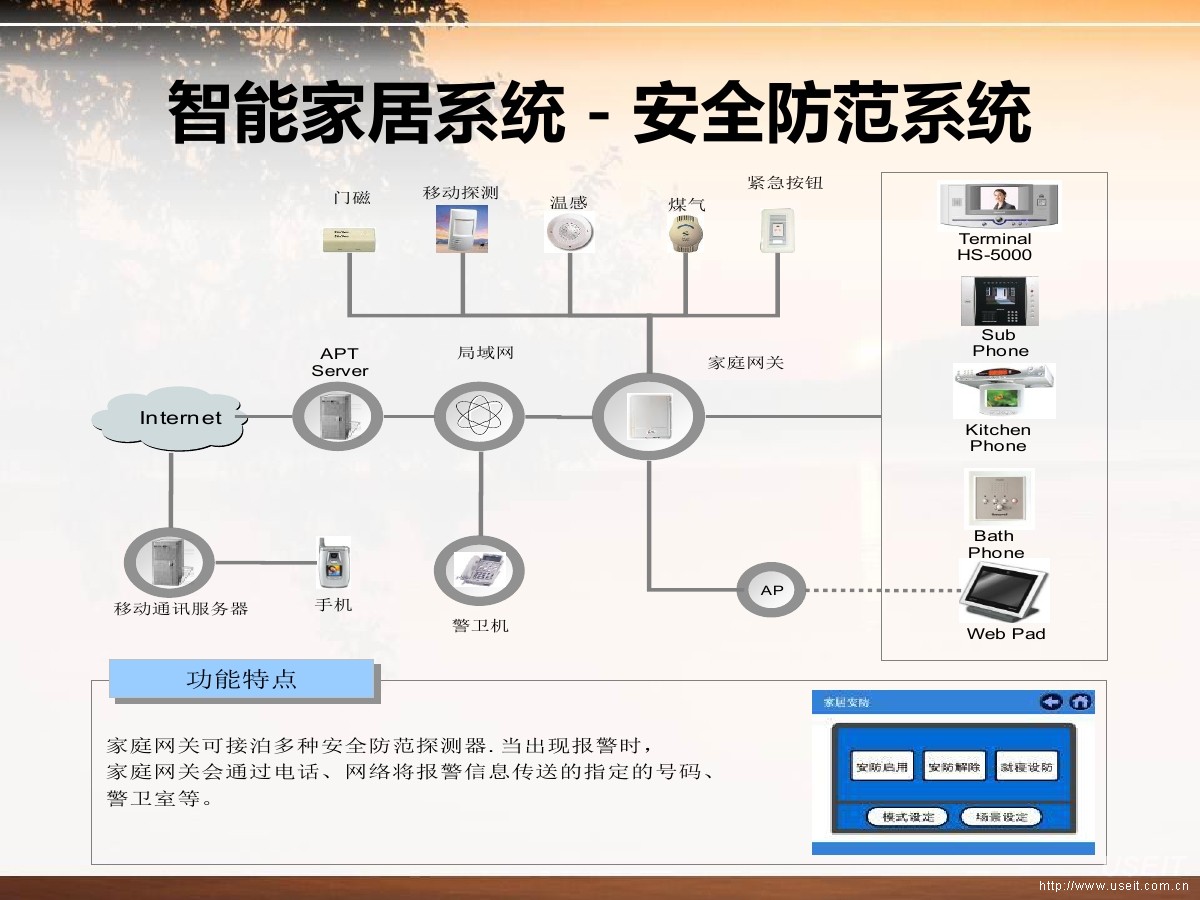 智能家居系统 - 安全防范系统
门磁
移动探测
温感
煤气
紧急按钮
Terminal
HS-5000
Sub
Phone
Kitchen
Phone
Bath
Phone
Web Pad
APT
Server
局域网
家庭网关
Internet
AP
移动通讯服务器
手机
警卫机
功能特点
家庭网关可接泊多种安全防范探测器. 当出现报警时，
家庭网关会通过电话、网络将报警信息传送的指定的号码、
警卫室等。
家居安防
安防启用
安防解除
就寝设防
模式设定
场景设定
USEIT
http://www.useit.com.cn